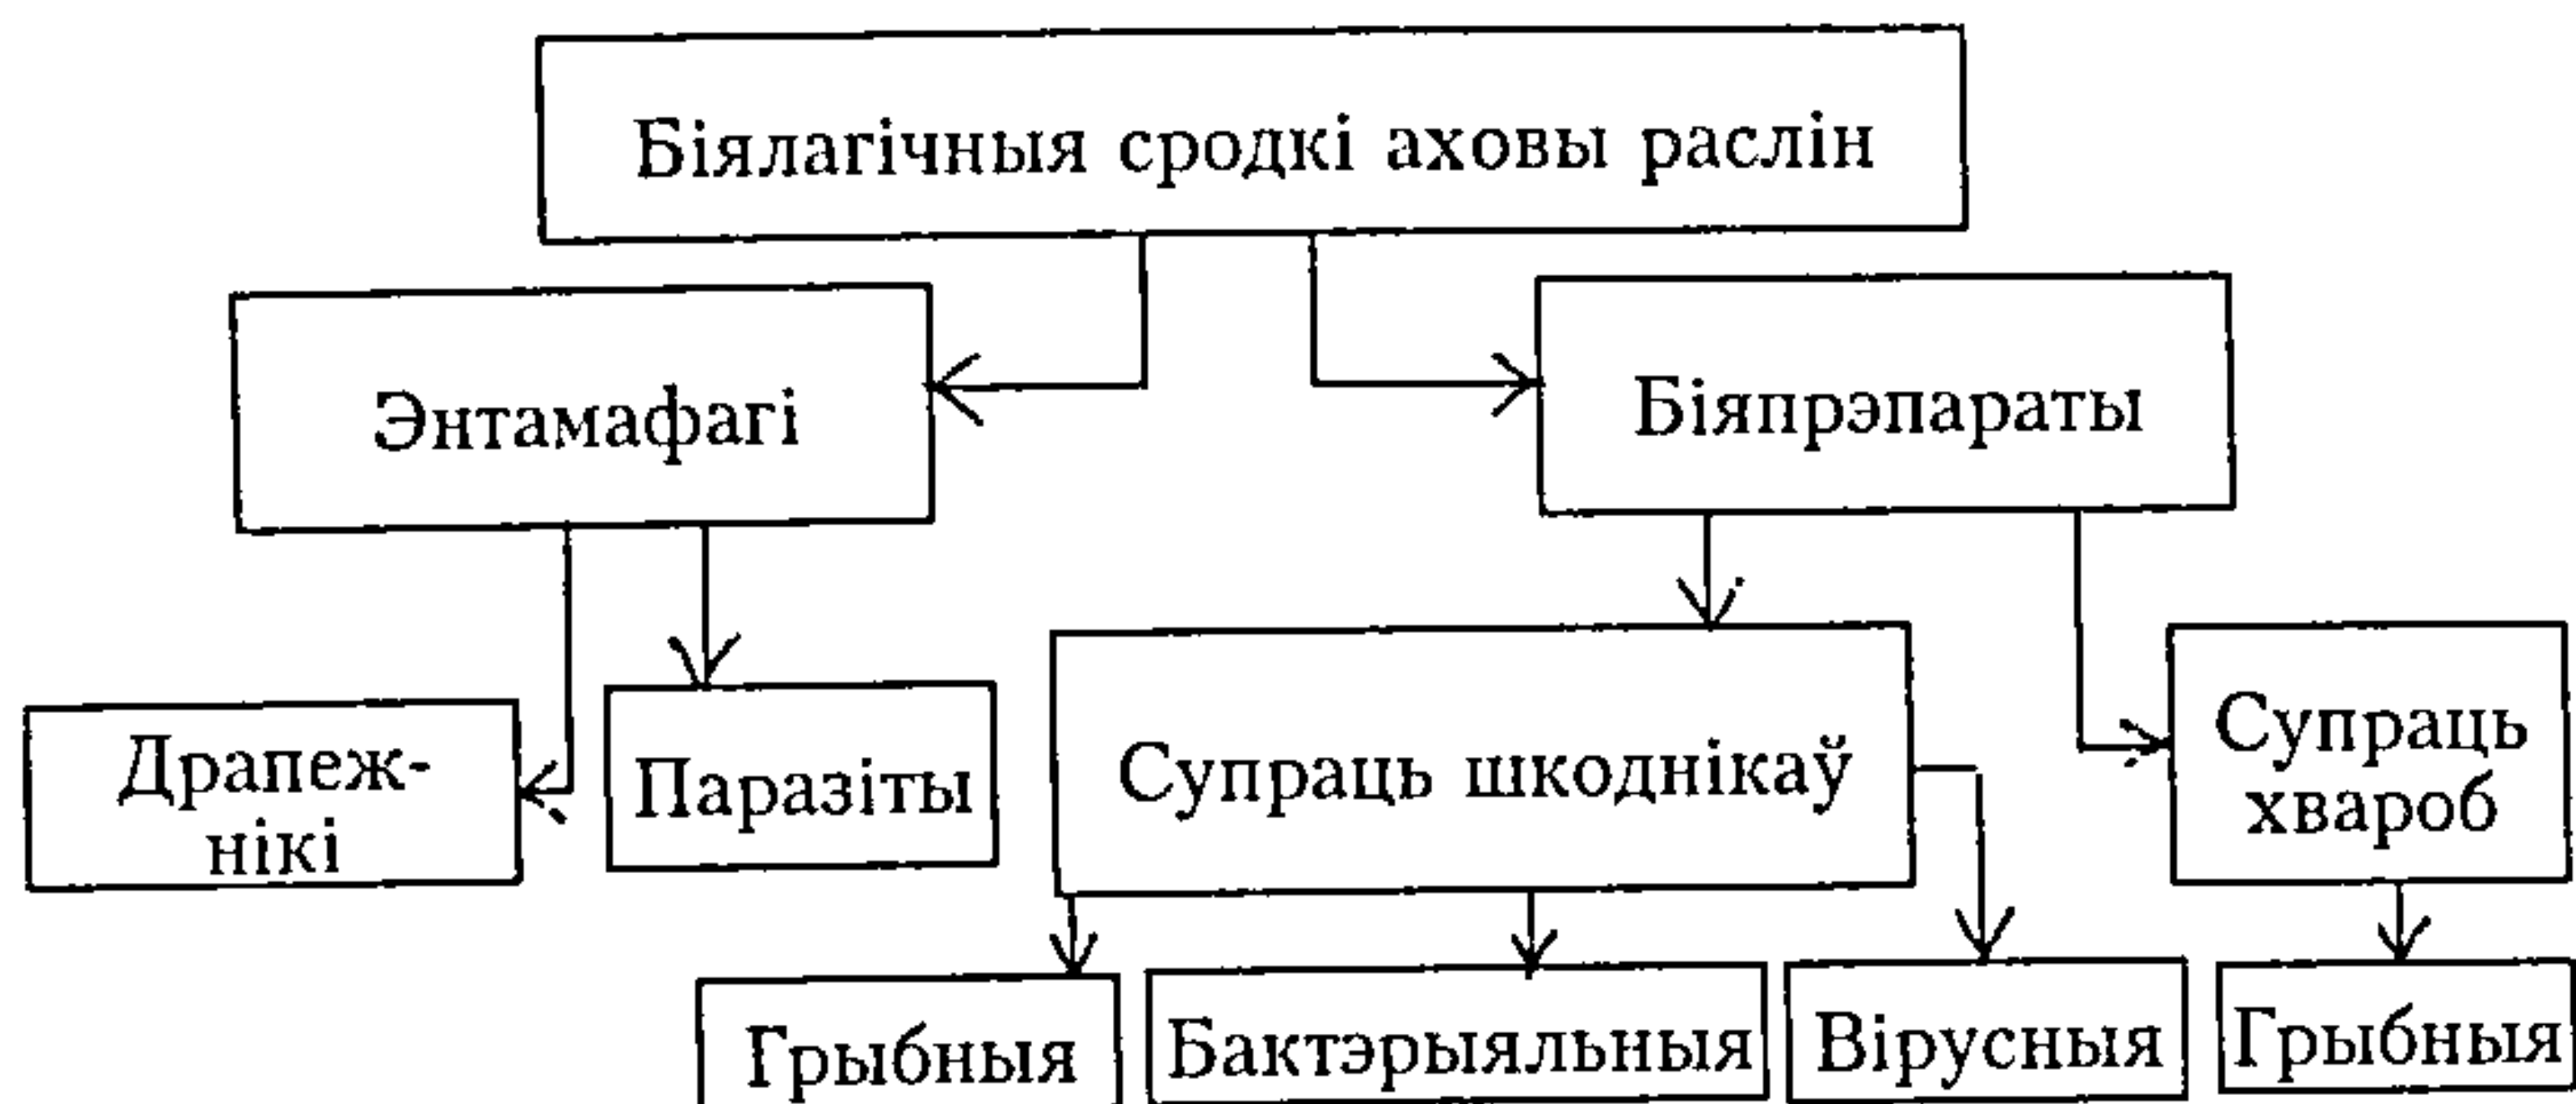 Біялагічныя сродкі аховы раслін
Энтамафагі
Біяпрэпараты
Драпеж-
нікі
Паразіты
Супраць шкоднікаў
Супраць
хвароб
Грыбныя
Бактэрыяльныя
Вірусныя
Грыбныя